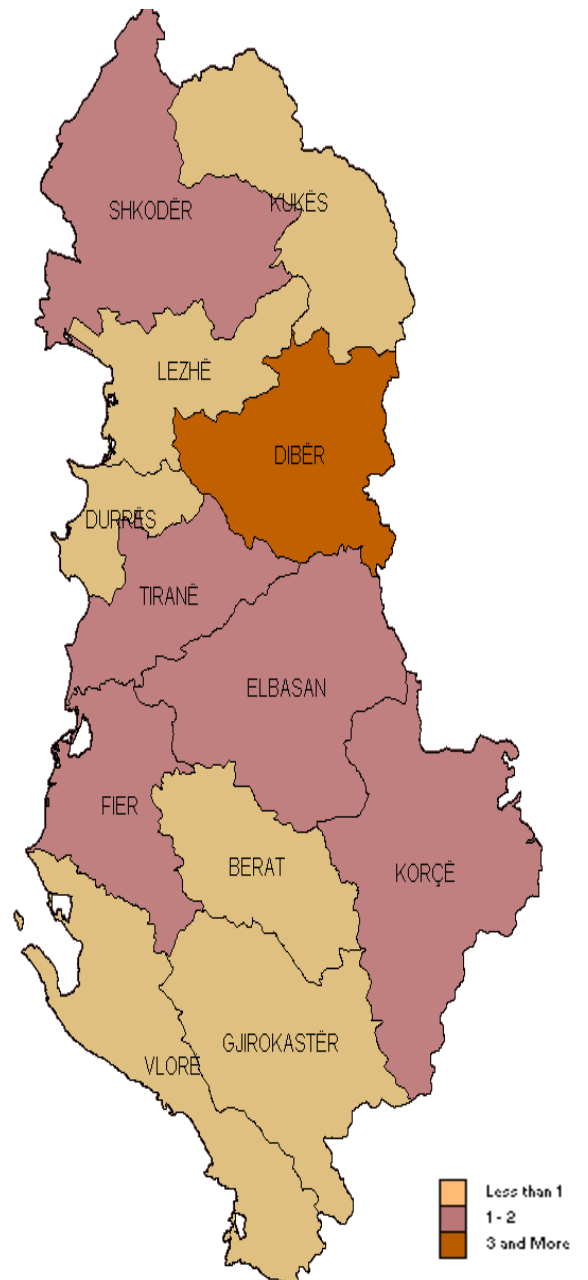 SHKODËR
KUKËS
LEZHË
DIBËR
DURRËS
TIRANË
ELBASAN
FIER
BERAT
KORÇË
GJIROKASTËR
VLORË
Less than 1
1 - 2
3 and More